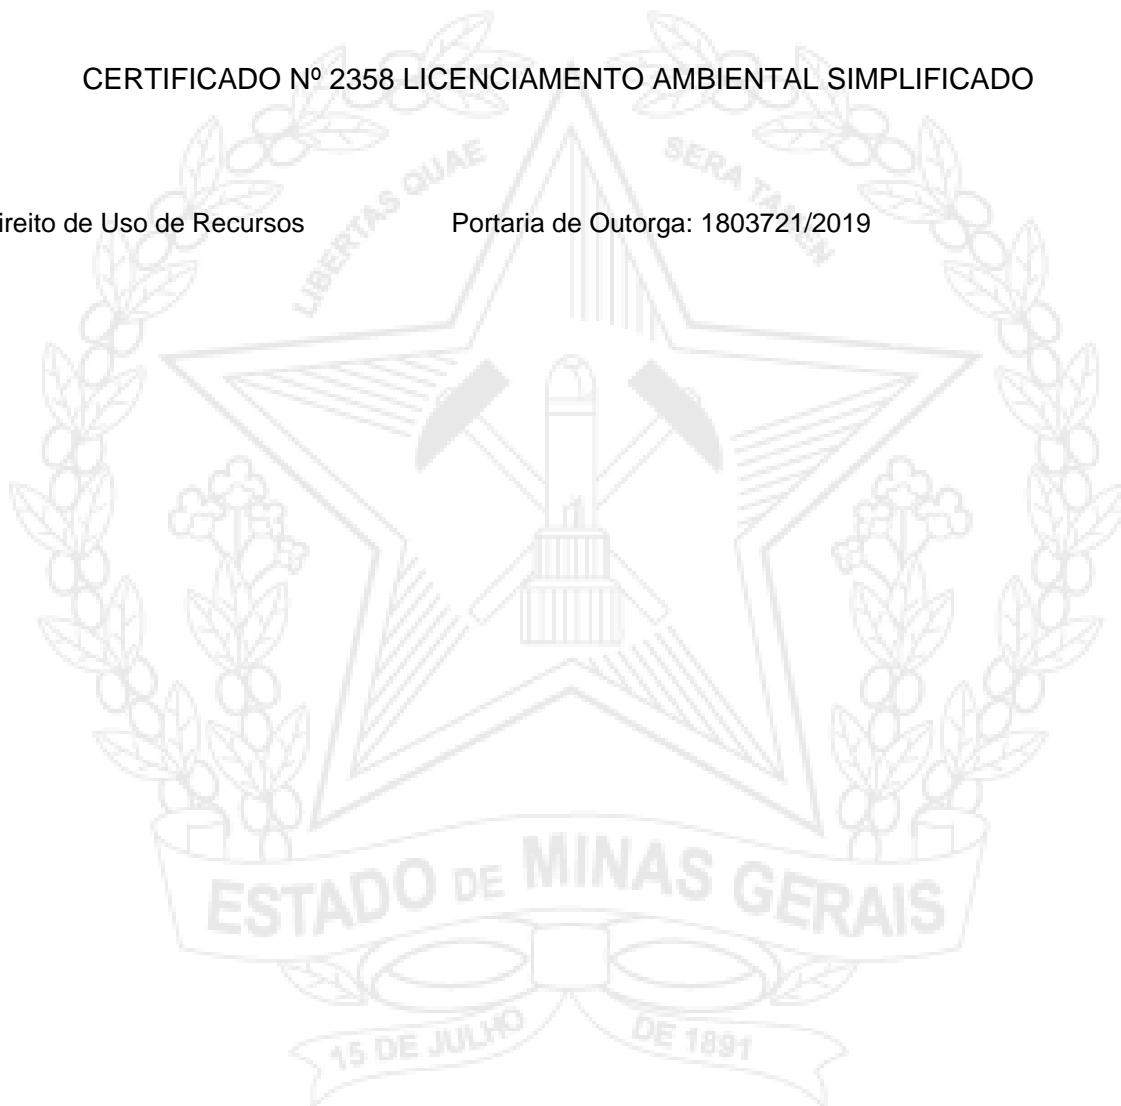 CERTIFICADO Nº 2358 LICENCIAMENTO AMBIENTAL SIMPLIFICADO
LIBERTAS QUAE SERA TAMEN
ireito de Uso de Recursos Portaria de Outorga: 1803721/2019
ESTADO DE MINAS GERAIS
15 DE JULHO DE 1891